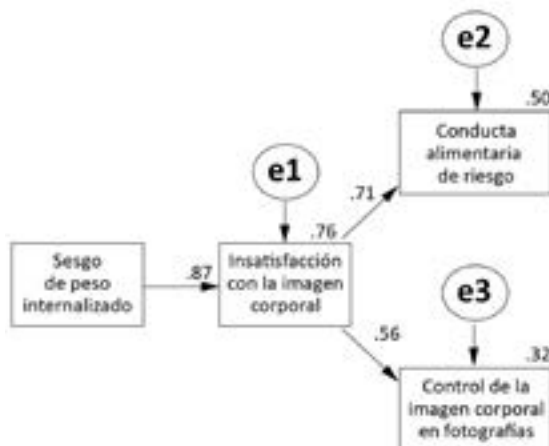 e2
.50
Conducta
alimentaria
de riesgo
e1
.71
.76
Sesgo
de peso
internalizado
.87
Insatisfacción
con la imagen
corporal
e3
.56
.32
Control de la
imagen corporal
en fotografías